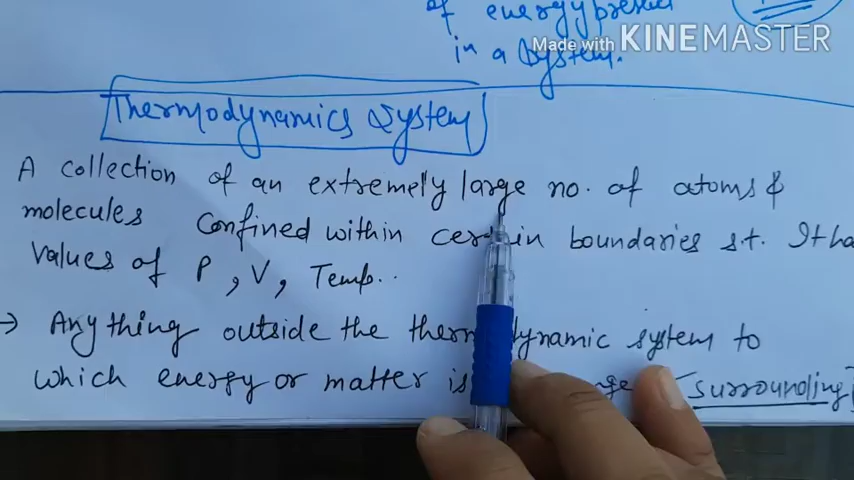 of energy present
in a System.
Made with KINEMASTER
Thermodynamics System
A collection of an extremely large no. of atoms &
molecules confined within certain boundaries s.t. It ha
values of P, V, Temp..
→ Anything outside the thermodynamic system to
which energy or matter is surrounding